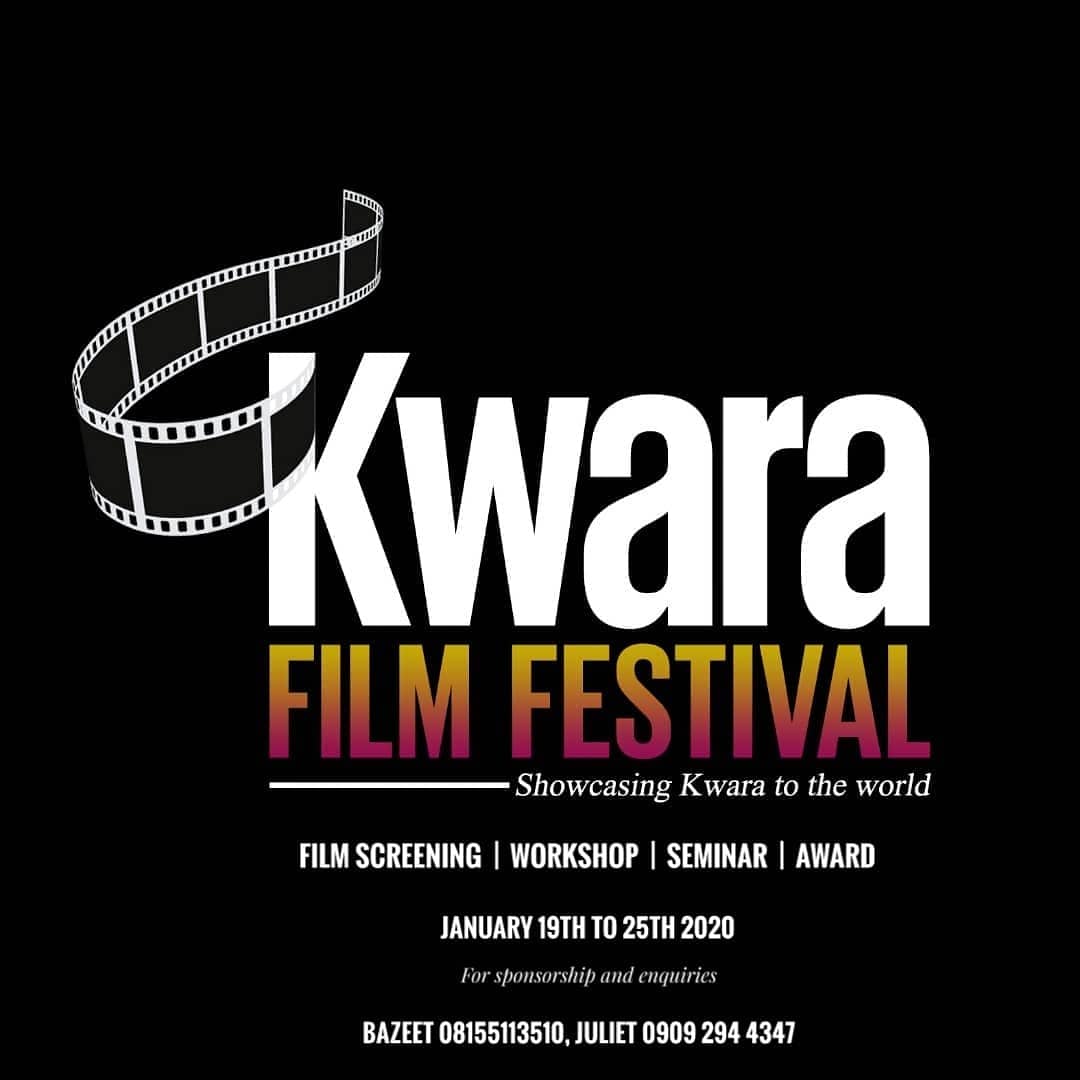 Kwara
FILM FESTIVAL
Showcasing Kwara to the world
FILM SCREENING | WORKSHOP | SEMINAR | AWARD
JANUARY 19TH TO 25TH 2020
For sponsorship and enquiries
BAZEET 08155113510, JULIET 0909 294 4347